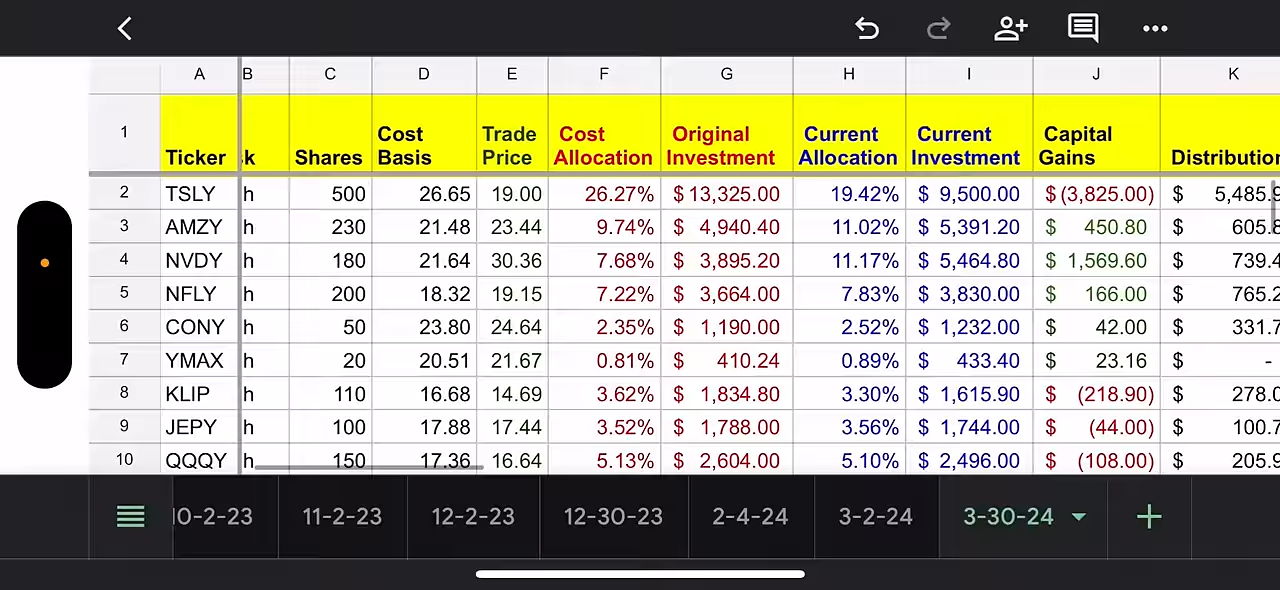 A B C D E F G H I J K
1 Ticker k Shares Cost Basis Trade Price Cost Allocation Original Investment Current Allocation Current Investment Capital Gains Distribution
2 TSLY h 500 26.65 19.00 26.27% $13,325.00 19.42% $ 9,500.00 $(3,825.00) $ 5,485.9
3 AMZY h 230 21.48 23.44 9.74% $ 4,940.40 11.02% $ 5,391.20 $ 450.80 $ 605.8
4 NVDY h 180 21.64 30.36 7.68% $ 3,895.20 11.17% $ 5,464.80 $ 1,569.60 $ 739.4
5 NFLY h 200 18.32 19.15 7.22% $ 3,664.00 7.83% $ 3,830.00 $ 166.00 $ 765.2
6 CONY h 50 23.80 24.64 2.35% $ 1,190.00 2.52% $ 1,232.00 $ 42.00 $ 331.7
7 YMAX h 20 20.51 21.67 0.81% $ 410.24 0.89% $ 433.40 $ 23.16 $ -
8 KLIP h 110 16.68 14.69 3.62% $ 1,834.80 3.30% $ 1,615.90 $ (218.90) $ 278.0
9 JEPY h 100 17.88 17.44 3.52% $ 1,788.00 3.56% $ 1,744.00 $ (44.00) $ 100.7
10 QQQY h 150 17.36 16.64 5.13% $ 2,604.00 5.10% $ 2,496.00 $ (108.00) $ 205.9
10-2-23 11-2-23 12-2-23 12-30-23 2-4-24 3-2-24 3-30-24